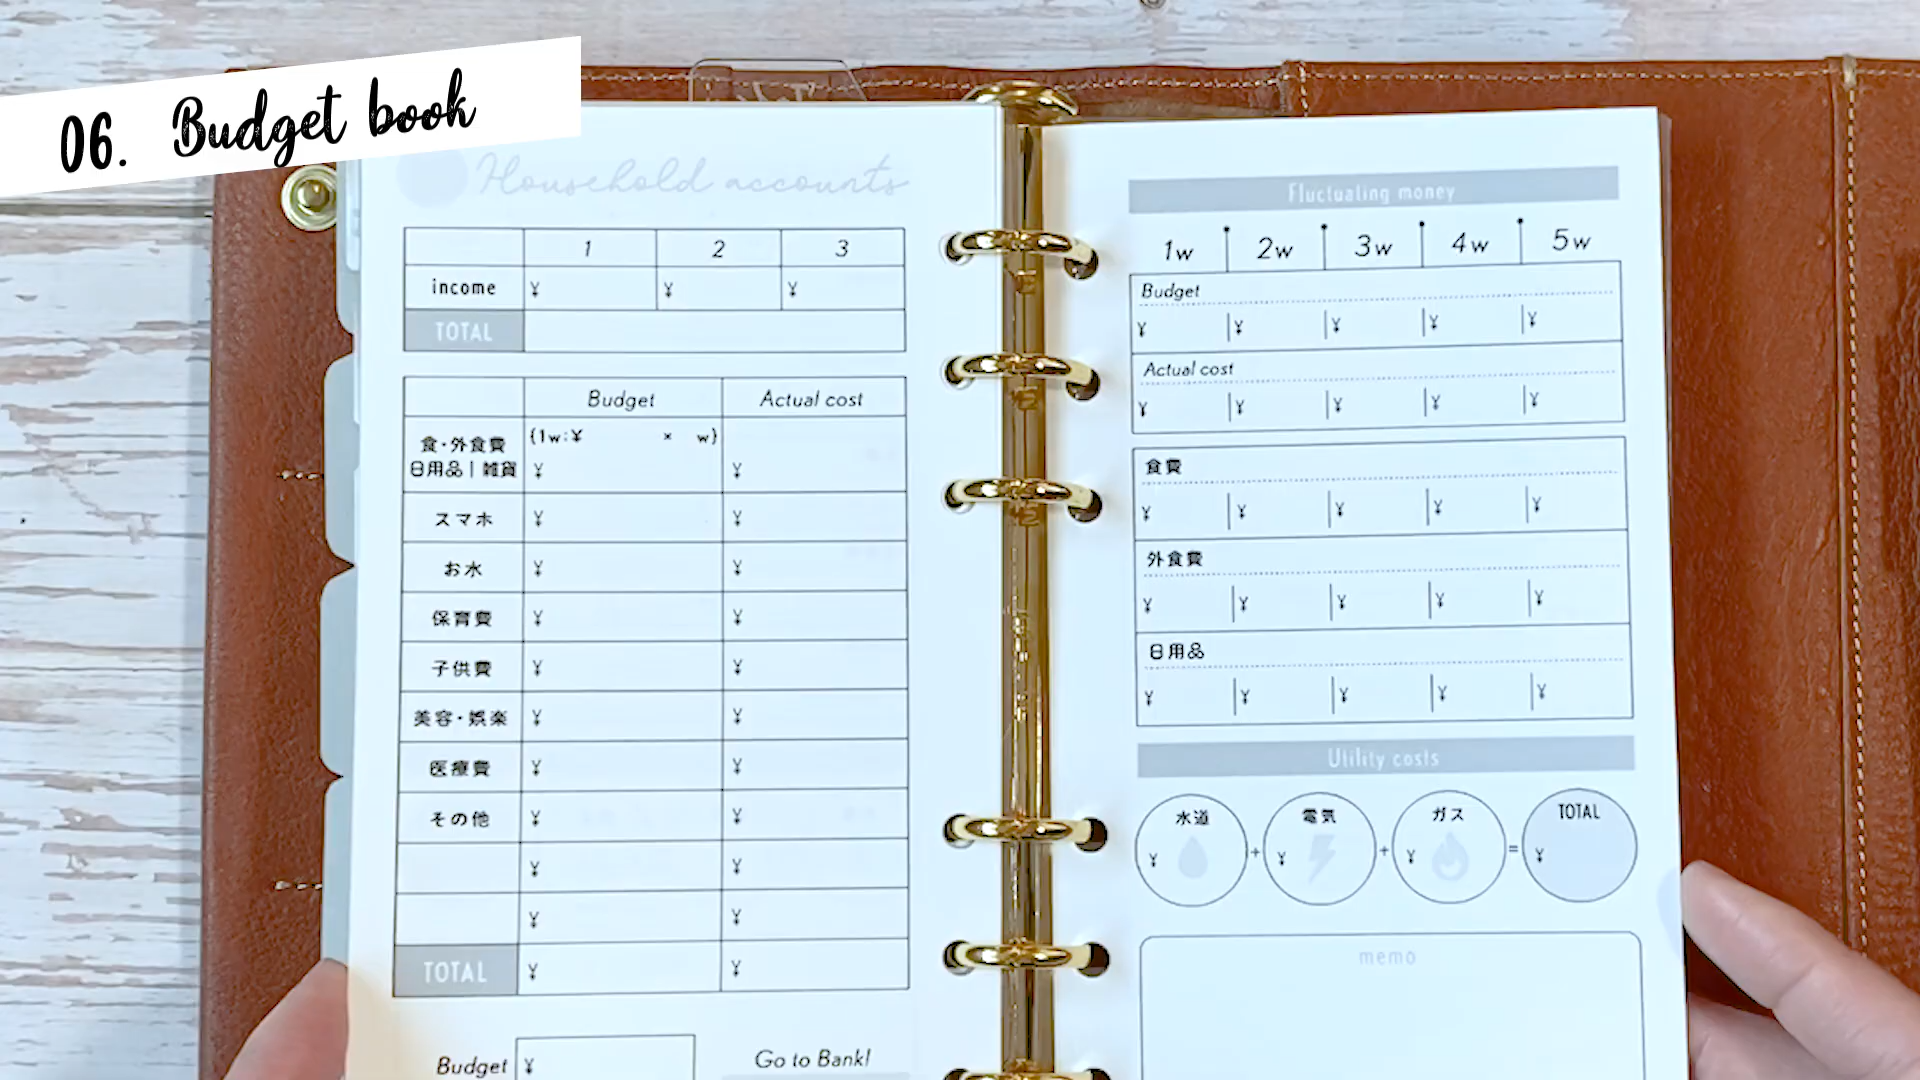 06. Budget book
Household accounts
1 2 3
income ¥ ¥ ¥
TOTAL
Budget Actual cost
食・外食費 (1w:¥ × w)
日用品|雑貨 ¥ ¥
スマホ ¥ ¥
お水 ¥ ¥
保育費 ¥ ¥
子供費 ¥ ¥
美容・娯楽 ¥ ¥
医療費 ¥ ¥
その他 ¥ ¥
¥ ¥
¥ ¥
TOTAL ¥ ¥
Budget ¥ Go to Bank!
Fluctuating money
1w 2w 3w 4w 5w
Budget
¥ ¥ ¥ ¥ ¥
Actual cost
¥ ¥ ¥ ¥ ¥
食費
¥ ¥ ¥ ¥ ¥
外食費
¥ ¥ ¥ ¥ ¥
日用品
¥ ¥ ¥ ¥ ¥
Utility costs
水道 電気 ガス TOTAL
¥ + ¥ + ¥ = ¥
memo